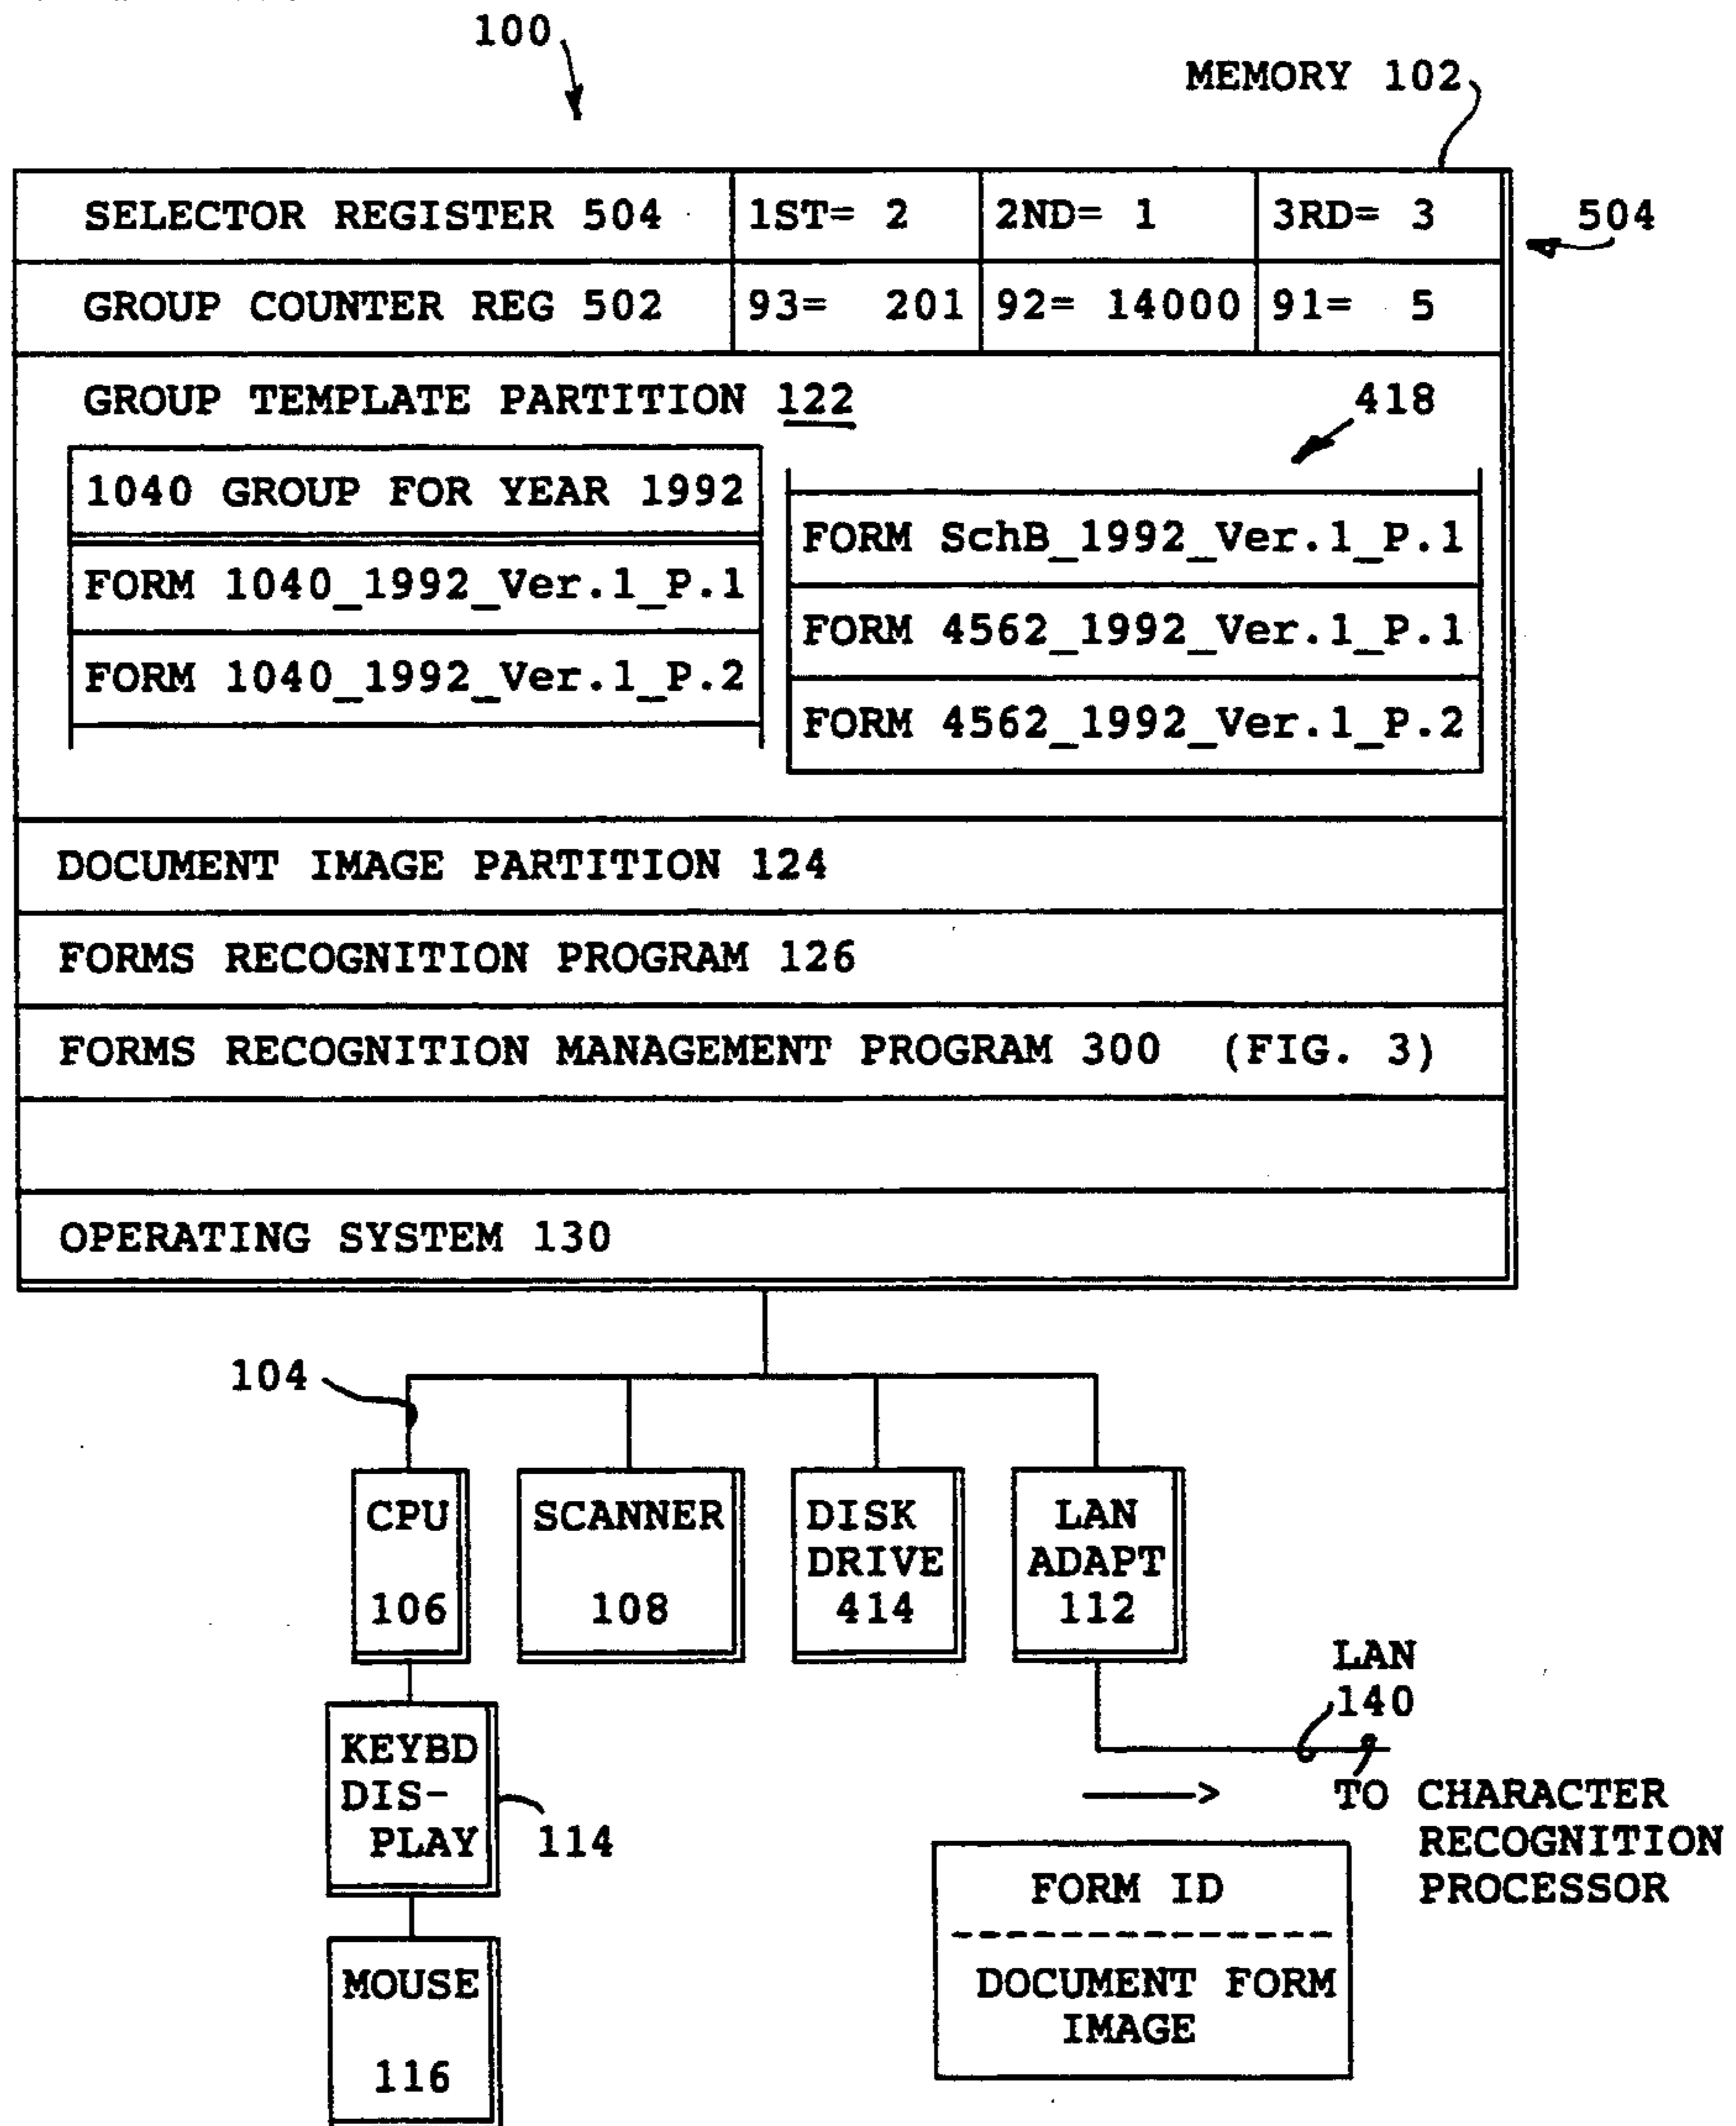 100
MEMORY 102
SELECTOR REGISTER 504 1ST= 2 2ND= 1 3RD= 3
504
GROUP COUNTER REG 502 93= 201 92= 14000 91= 5
GROUP TEMPLATE PARTITION 122
418
1040 GROUP FOR YEAR 1992
FORM 1040_1992_Ver.1_P.1
FORM 1040_1992_Ver.1_P.2
FORM SchB_1992_Ver.1_P.1
FORM 4562_1992_Ver.1_P.1
FORM 4562_1992_Ver.1_P.2
DOCUMENT IMAGE PARTITION 124
FORMS RECOGNITION PROGRAM 126
FORMS RECOGNITION MANAGEMENT PROGRAM 300 (FIG. 3)
OPERATING SYSTEM 130
104
CPU
106
SCANNER
108
DISK
DRIVE
414
LAN
ADAPT
112
LAN
140
KEYBD
DIS-
PLAY
114
TO CHARACTER
RECOGNITION
PROCESSOR
FORM ID
DOCUMENT FORM
IMAGE
MOUSE
116